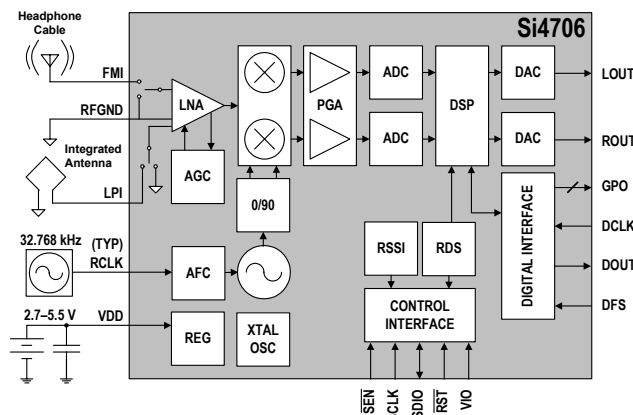 Headphone
Cable
Si4706
FMI
RFGND
Integrated
Antenna
LPI
LNA
AGC
PGA
ADC
ADC
DSP
DAC
DAC
LOUT
ROUT
GPO
DCLK
DOUT
DFS
DIGITAL INTERFACE
0/90
32.768 kHz
(TYP)
RCLK
AFC
RSSI
RDS
CONTROL
INTERFACE
2.7–5.5 V
VDD
REG
XTAL
OSC
SEN
SDIO
RST
VIO